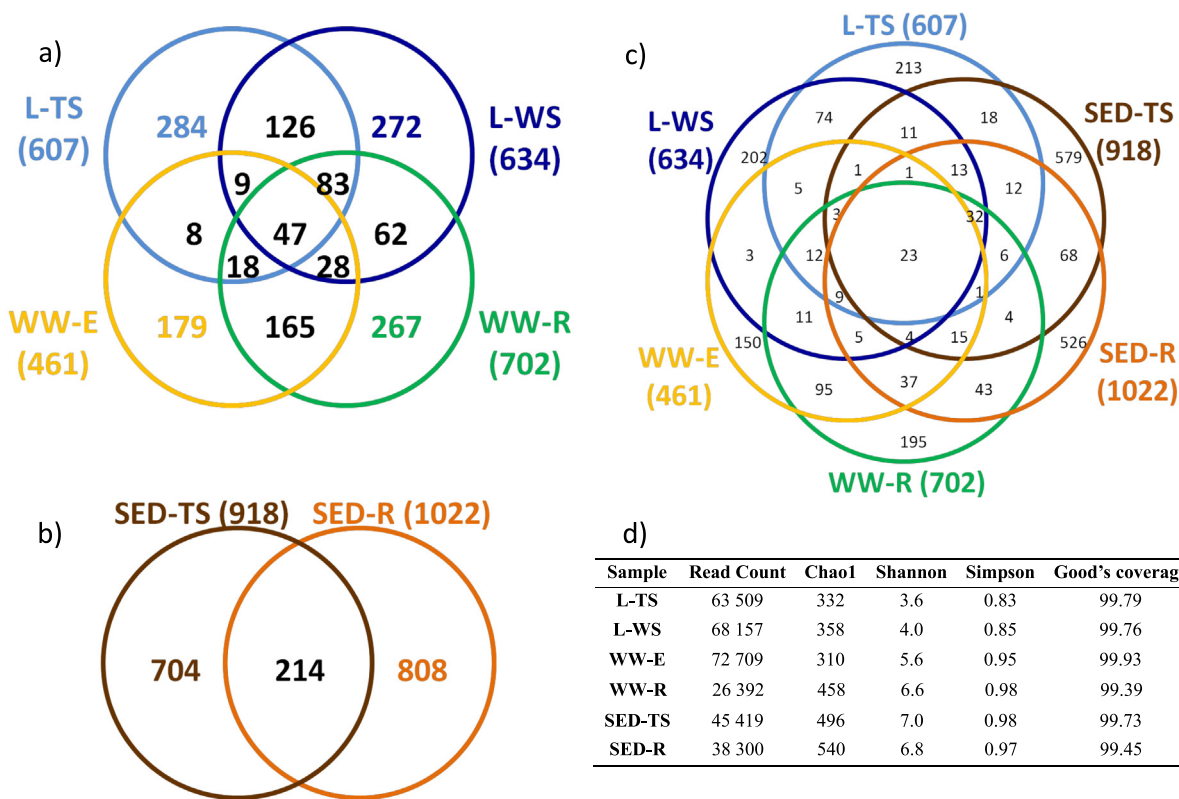 a)
L-TS
(607)
284
126
272
L-WS
(634)
9
83
8
47
62
18
28
WW-E
(461)
179
165
267
WW-R
(702)
b)
SED-TS (918)
SED-R (1022)
704
214
808
c)
L-TS (607)
213
L-WS
(634)
74
11
18
SED-TS
(918)
202
1
1
13
579
5
12
3
32
3
12
23
6
68
9
1
11
4
WW-E
(461)
150
5
4
15
526
SED-R
(1022)
95
37
43
195
WW-R (702)
d)
Sample Read Count Chao1 Shannon Simpson Good's coverag
L-TS 63 509 332 3.6 0.83 99.79
L-WS 68 157 358 4.0 0.85 99.76
WW-E 72 709 310 5.6 0.95 99.93
WW-R 26 392 458 6.6 0.98 99.39
SED-TS 45 419 496 7.0 0.98 99.73
SED-R 38 300 540 6.8 0.97 99.45